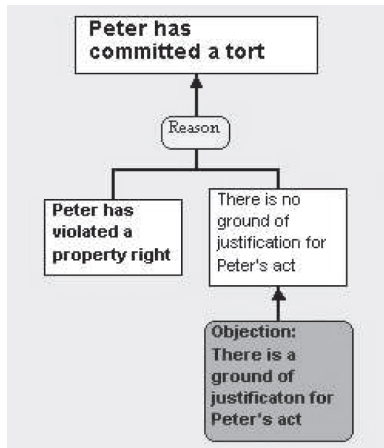 Peter has
committed a tort
Reason
Peter has
violated a
property right
There is no
ground of
justification for
Peter's act
Objection:
There is a
ground of
justificaton for
Peter's act